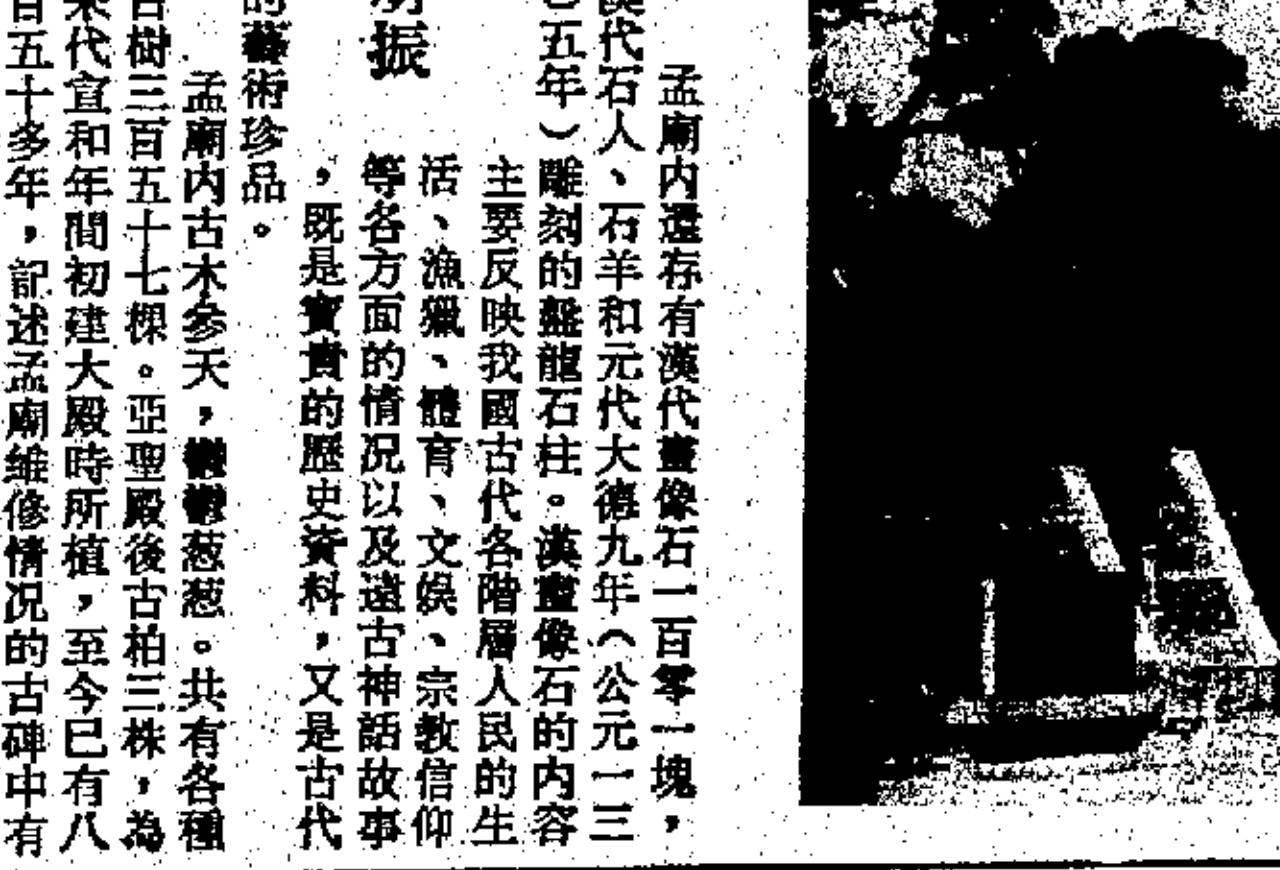 孟廟内還存有漢代畫像石一百零一塊，
漢代石人、石羊和元代大德九年（公元一三
五年）雕刻的盤龍石柱。漢畫像石的内容
主要反映我國古代各階層人民的生
活、漁獵、體育、文娛、宗教信仰
等各方面的情况以及遠古神話故事
，既是寳貴的歷史資料，又是古代
的藝術珍品。
振
孟廟内古木參天，鬱鬱葱葱。共有各種
古樹三百五十七棵。亞聖殿後古柏三株，為
宋代宣和年間初建大殿時所植，至今已有八
百五十多年，記述孟廟維修情况的古碑中有